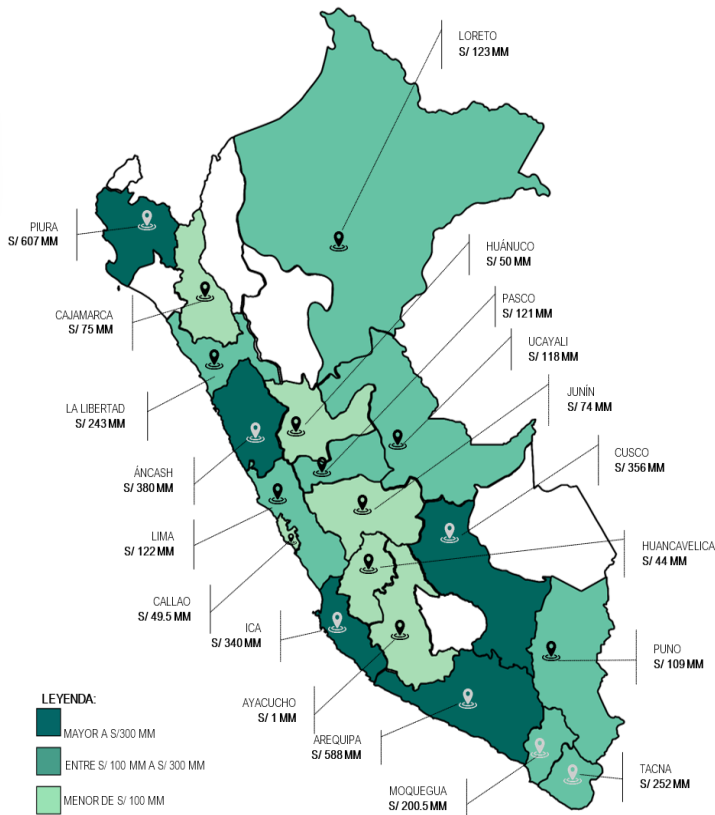 LORETO
S/ 123 MM
PIURA
S/ 607 MM
HUÁNUCO
S/ 50 MM
PASCO
S/ 121 MM
CAJAMARCA
S/ 75 MM
UCAYALI
S/ 118 MM
JUNÍN
S/ 74 MM
LA LIBERTAD
S/ 243 MM
CUSCO
S/ 356 MM
ÁNCASH
S/ 380 MM
LIMA
S/ 122 MM
HUANCAVELICA
S/ 44 MM
CALLAO
S/ 49.5 MM
ICA
S/ 340 MM
PUNO
S/ 109 MM
AYACUCHO
S/ 1 MM
AREQUIPA
S/ 588 MM
TACNA
S/ 252 MM
MOQUEGUA
S/ 200.5 MM
LEYENDA:
MAYOR A S/300 MM
ENTRE S/ 100 MM A S/ 300 MM
MENOR DE S/ 100 MM